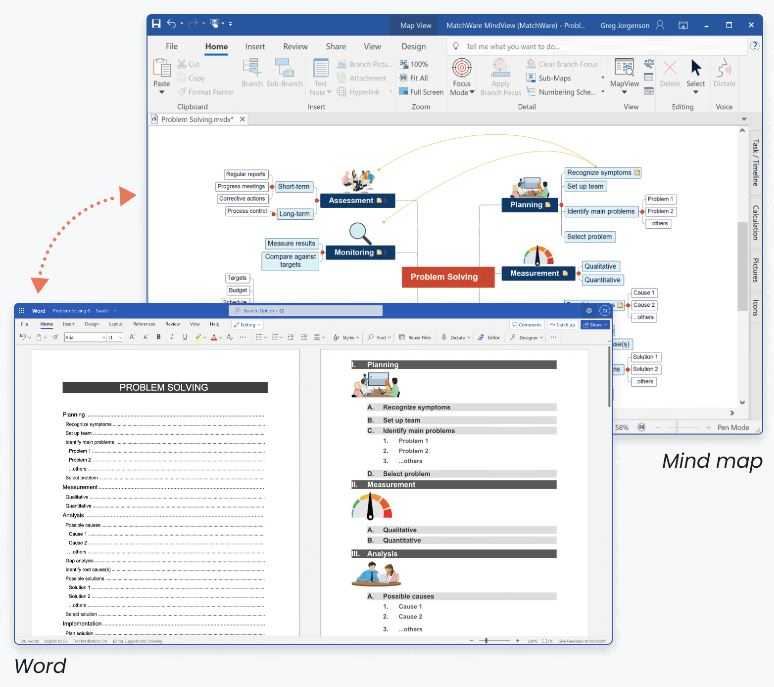 Map View
MatchWare MindView (MatchWare) - Probl...
Greg Jorgenson
File
Home
Insert
Review
Share
View
Design
Tell me what you want to do...
Paste
Cut
Copy
Format Painter
Clipboard
Branch
Sub-Branch
Text Note
Branch Pictu...
Attachment
Hyperlink
Insert
100%
Fit All
Full Screen
Zoom
Focus Mode
Apply Branch Focus
Clear Branch Focus
Sub-Maps
Numbering Sche...
Detail
MapView
View
Delete
Select
Editing
Dictate
Voice
Problem Solving.mvdx*
Task / Timeline
Calculation
Pictures
Icons
Regular reports
Progress meetings
Corrective actions
Process control
Short-term
Long-term
Assessment
Measure results
Compare against targets
Monitoring
Targets
Budget
Schedule
Problem Solving
Planning
Recognize symptoms
Set up team
Identify main problems
Problem 1
Problem 2
..others
Select problem
Measurement
Qualitative
Quantitative
Cause 1
Cause 2
...others
Solution 1
Solution 2
...others
58%
Pen Mode
Mind map
Word
Problem Solving 6 - Saved
Search (Option + Q)
File
Home
Insert
Design
Layout
References
Review
View
Help
Editing
Comments
Catch up
Share
Arial
11
Styles
Find
Reuse Files
Dictate
Editor
Designer
PROBLEM SOLVING
Planning
Recognize symptoms
Set up team
Identify main problems
Problem 1
Problem 2
...others
Select problem
Measurement
Qualitative
Quantitative
Analysis
Possible causes
Cause 1
Cause 2
...others
Gap analysis
Identify root cause(s)
Possible solutions
Solution 1
Solution 2
...others
Select solution
Implementation
Plan solution
I. Planning
A. Recognize symptoms
B. Set up team
C. Identify main problems
1. Problem 1
2. Problem 2
3. ...others
D. Select problem
II. Measurement
A. Qualitative
B. Quantitative
III. Analysis
A. Possible causes
1. Cause 1
2. Cause 2
3. ...others
English (U.S.)
Text Predictions: On
Editor Suggestions: Showing
100%
Fit
Give Feedback to Microsoft
Word